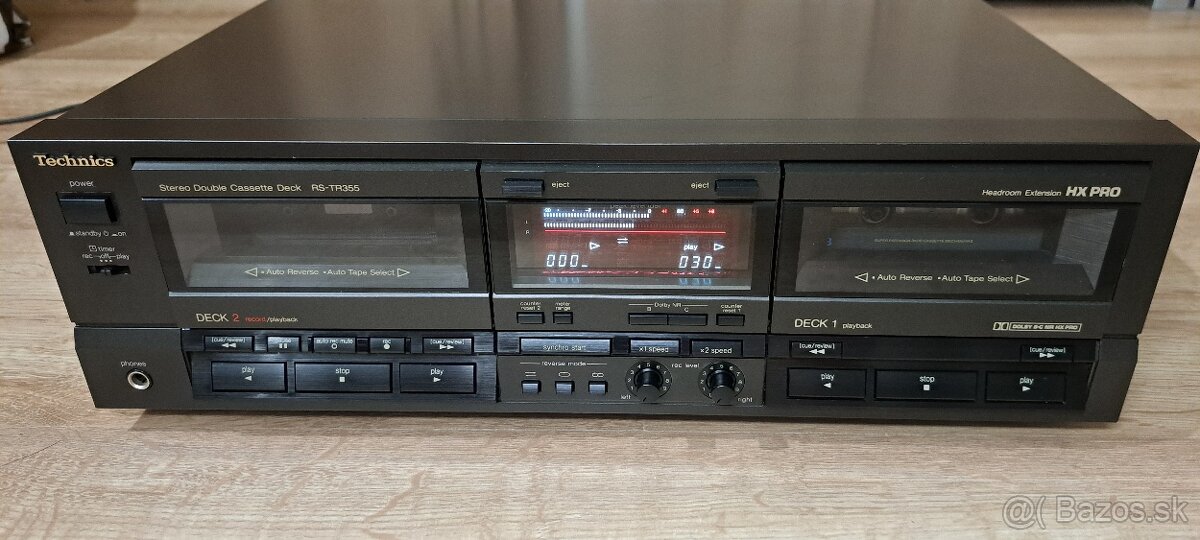 Technics
power
standby on
timer
rec off play
phones
Stereo Double Cassette Deck RS-TR355
• Auto Reverse • Auto Tape Select
DECK 2 record/playback
eject
eject
play
000
030
counter reset 2
meter range
Dolby NR
B
C
counter reset 1
Headroom Extension HX PRO
• Auto Reverse • Auto Tape Select
DECK 1 playback
DOLBY B-C NR HX PRO
(cue/review)
auto rec mute
rec
(cue/review)
play
stop
play
synchro start
x1 speed
x2 speed
reverse mode
rec level
left
right
(cue/review)
(cue/review)
play
stop
play
@( Bazos.sk